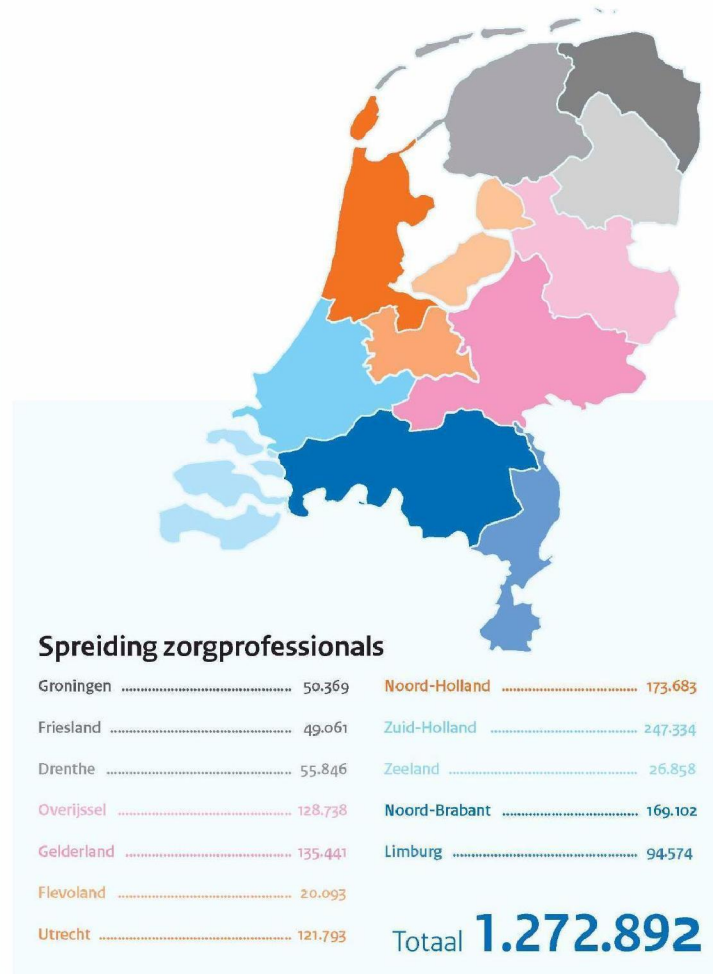 Spreiding zorgprofessionals
Groningen ........................................ 50.369
Friesland ........................................ 49.061
Drenthe ........................................ 55.846
Overijssel ........................................ 128.738
Gelderland ........................................ 135.441
Flevoland ........................................ 20.093
Utrecht ........................................ 121.793
Noord-Holland ........................................ 173.683
Zuid-Holland ........................................ 247.334
Zeeland ........................................ 26.858
Noord-Brabant ........................................ 169.102
Limburg ........................................ 94.574
Totaal 1.272.892